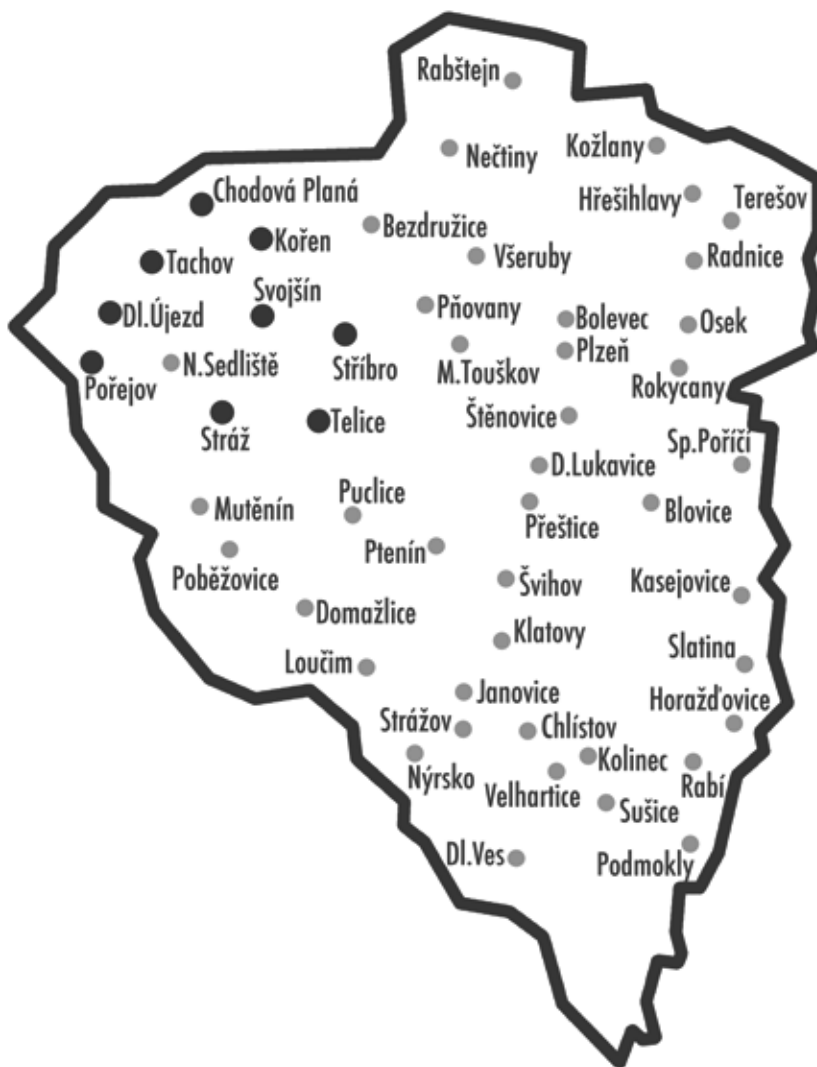 Rabštejn
Nečtiny
Kožlany
Chodová Planá
Hřešihlavy
Terešov
Bezdružice
Kořen
Všeruby
Radnice
Tachov
Svojšín
Pňovany
Dl.Újezd
Bolevec
Osek
Stříbro
M.Touškov
Plzeň
N.Sedliště
Pořejov
Rokycany
Stráž
Telice
Štěnovice
Sp.Poříčí
D.Lukavice
Puclice
Mutěnín
Přeštice
Blovice
Ptenín
Poběžovice
Švihov
Kasejovice
Domažlice
Klatovy
Loučim
Slatina
Janovice
Horažďovice
Strážov
Chlístov
Kolinec
Nýrsko
Velhartice
Rabí
Sušice
Dl.Ves
Podmokly